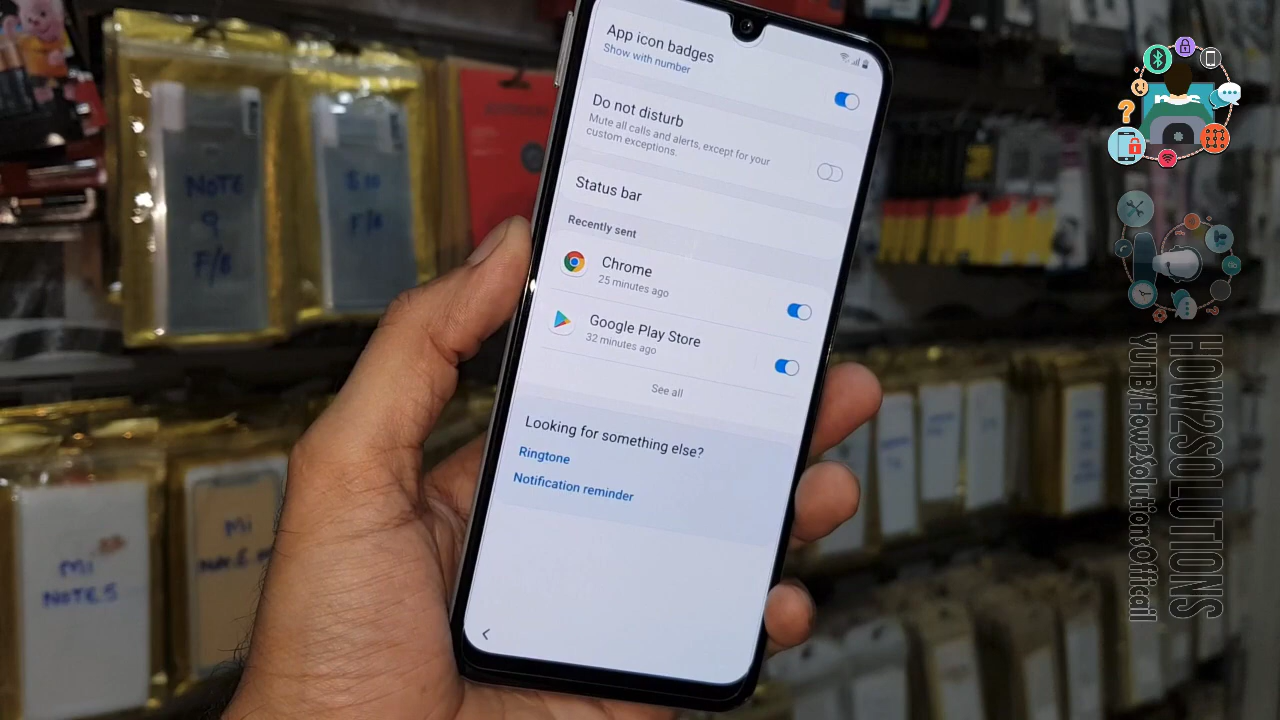 App icon badges
Show with number
Do not disturb
Mute all calls and alerts, except for your
custom exceptions.
Status bar
Recently sent
Chrome
25 minutes ago
Google Play Store
32 minutes ago
See all
Looking for something else?
Ringtone
Notification reminder
NOTE
9
F/G
F/G
Mi
NOTE 5
Mi
HOW2SOLUTIONS
YUTB/How2SolutionsOfficail